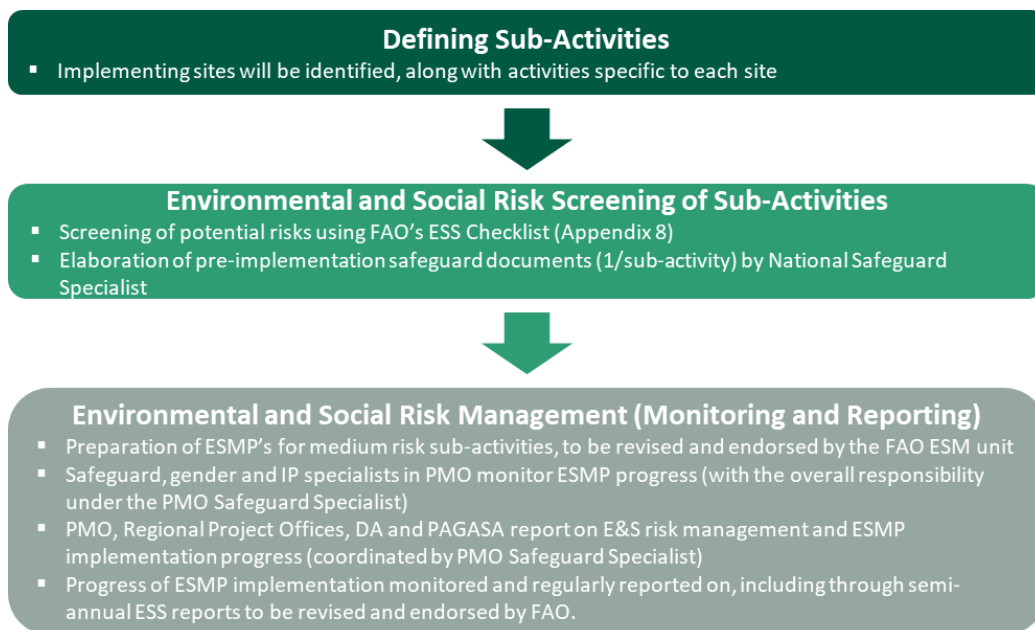 Defining Sub-Activities
▪ Implementing sites will be identified, along with activities specific to each site
Environmental and Social Risk Screening of Sub-Activities
▪ Screening of potential risks using FAO's ESS Checklist (Appendix 8)
▪ Elaboration of pre-implementation safeguard documents (1/sub-activity) by National Safeguard
Specialist
Environmental and Social Risk Management (Monitoring and Reporting)
▪ Preparation of ESMP's for medium risk sub-activities, to be revised and endorsed by the FAO ESM unit
▪ Safeguard, gender and IP specialists in PMO monitor ESMP progress (with the overall responsibility
under the PMO Safeguard Specialist)
▪ PMO, Regional Project Offices, DA and PAGASA report on E&S risk management and ESMP
implementation progress (coordinated by PMO Safeguard Specialist)
▪ Progress of ESMP implementation monitored and regularly reported on, including through semi-
annual ESS reports to be revised and endorsed by FAO.